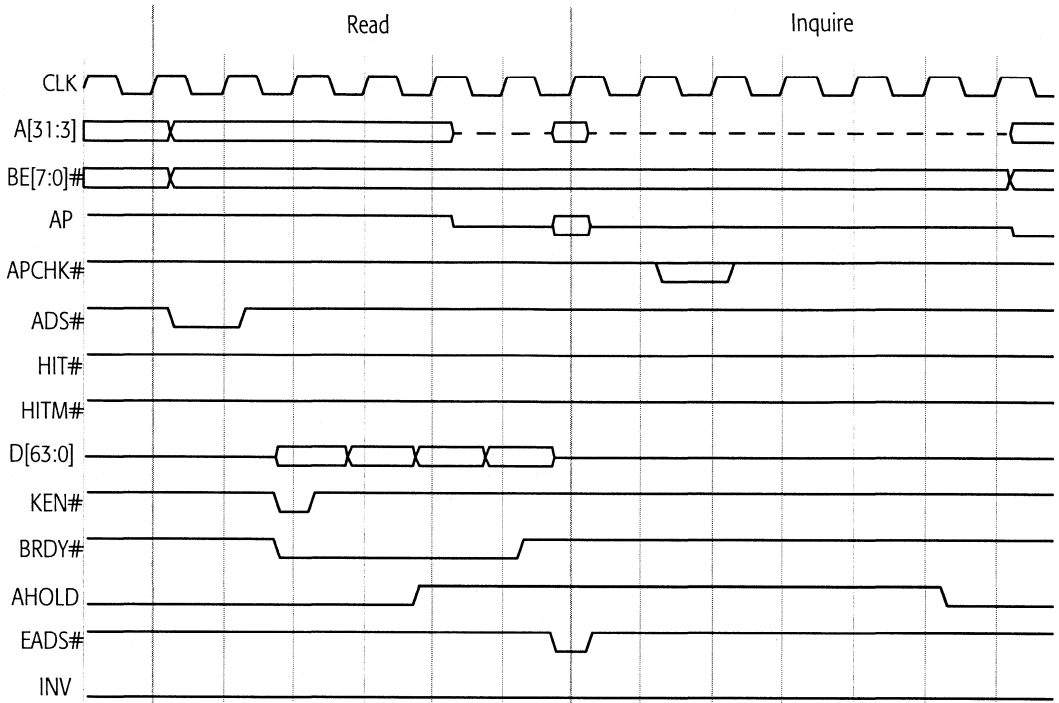 Read
Inquire
CLK
A[31:3]
BE[7:0]#
AP
APCHK#
ADS#
HIT#
HITM#
D[63:0]
KEN#
BRDY#
AHOLD
EADS#
INV